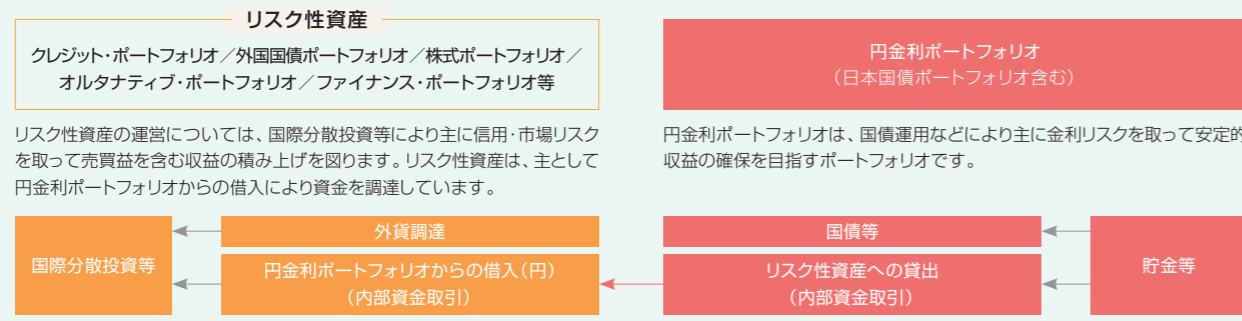 リスク性資産
クレジット・ポートフォリオ／外国国債ポートフォリオ／株式ポートフォリオ／
オルタナティブ・ポートフォリオ／ファイナンス・ポートフォリオ等
リスク性資産の運営については、国際分散投資等により主に信用・市場リスク
を取って売買益を含む収益の積み上げを図ります。リスク性資産は、主として
円金利ポートフォリオからの借入により資金を調達しています。
円金利ポートフォリオ
（日本国債ポートフォリオ含む）
円金利ポートフォリオは、国債運用などにより主に金利リスクを取って安定的
収益の確保を目指すポートフォリオです。
国際分散投資等
外貨調達
円金利ポートフォリオからの借入（円）
（内部資金取引）
国債等
リスク性資産への貸出
（内部資金取引）
貯金等